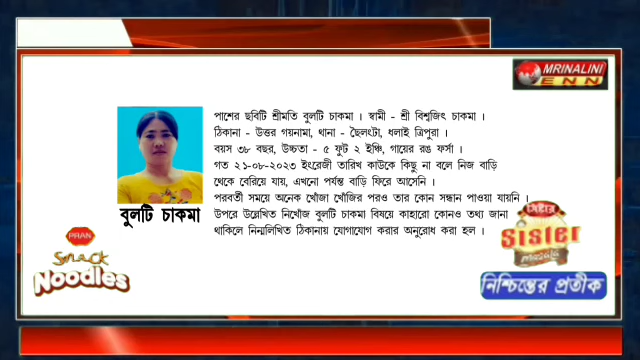 MRINALINI
ENN
পাশের ছবিটি শ্রীমতি বুলটি চাকমা । স্বামী - শ্রী বিশ্বজিৎ চাকমা ।
ঠিকানা - উত্তর গয়নামা, থানা - ছৈলংটা, ধলাই ত্রিপুরা ।
বয়স ৩৮ বছর, উচ্চতা - ৫ ফুট ২ ইঞ্চি, গায়ের রঙ ফর্সা ।
গত ২১-০৮-২০২৩ ইংরেজী তারিখ কাউকে কিছু না বলে নিজ বাড়ি
থেকে বেরিয়ে যায়, এখনো পর্যন্ত বাড়ি ফিরে আসেনি ।
পরবর্তী সময়ে অনেক খোঁজা খোঁজির পরও তার কোন সন্ধান পাওয়া যায়নি ।
উপরে উল্লেখিত নিখোঁজ বুলটি চাকমা বিষয়ে কাহারো কোনও তথ্য জানা
থাকিলে নিন্মলিখিত ঠিকানায় যোগাযোগ করার অনুরোধ করা হল ।
বুলটি চাকমা
PRAN
SNACK
Noodles
Sister
নিশ্চিন্তের প্রতীক